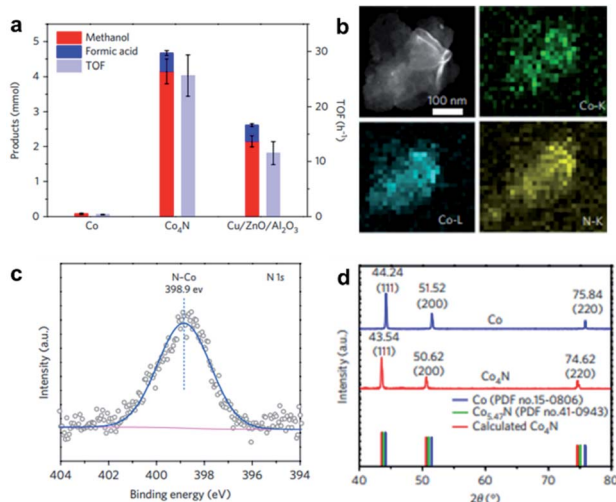 a
Methanol
Formic acid
TOF
Products (mmol)
5
4
3
2
1
0
TOF (h⁻¹)
30
20
10
0
Co
Co₄N
Cu/ZnO/Al₂O₃
b
100 nm
Co-K
Co-L
N-K
c
N-Co
398.9 ev
N 1s
Intensity (a.u.)
404 402 400 398 396 394
Binding energy (eV)
d
44.24
(111)
51.52
(200)
75.84
(220)
Co
43.54
(111)
50.62
(200)
74.62
(220)
Co₄N
Intensity (a.u.)
Co (PDF no.15-0806)
Co₅.₄₇N (PDF no.41-0943)
Calculated Co₄N
40 50 60 70 80
2θ (°)